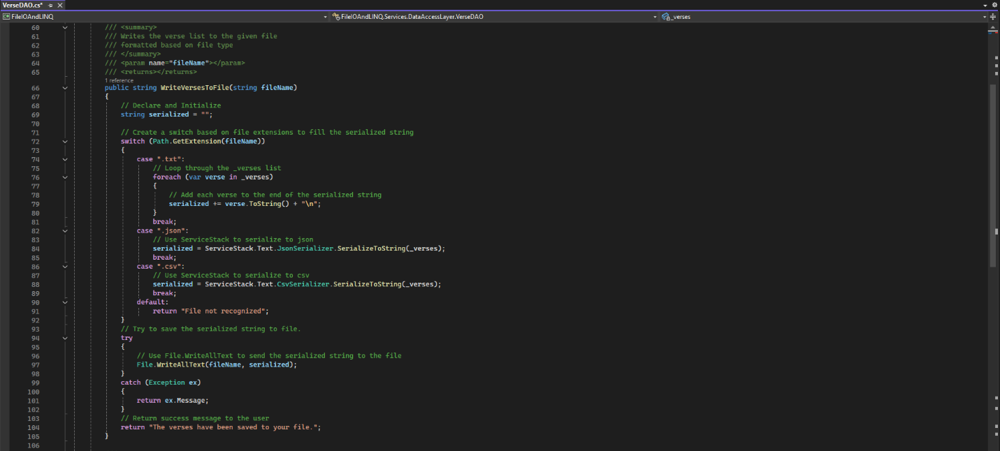 VerseDAO.cs*
FileIOAndLINQ FileIOAndLINQ.Services.DataAccessLayer.VerseDAO _verses
60 /// <summary>
61 /// Writes the verse list to the given file
62 /// formatted based on file type
63 /// </summary>
64 /// <param name="fileName"></param>
65 /// <returns></returns>
1 reference
66 public string WriteVersesToFile(string fileName)
67 {
68 // Declare and Initialize
69 string serialized = "";
70
71 // Create a switch based on file extensions to fill the serialized string
72 switch (Path.GetExtension(fileName))
73 {
74 case ".txt":
75 // Loop through the _verses list
76 foreach (var verse in _verses)
77 {
78 // Add each verse to the end of the serialized string
79 serialized += verse.ToString() + "\n";
80 }
81 break;
82 case ".json":
83 // Use ServiceStack to serialize to json
84 serialized = ServiceStack.Text.JsonSerializer.SerializeToString(_verses);
85 break;
86 case ".csv":
87 // Use ServiceStack to serialize to csv
88 serialized = ServiceStack.Text.CsvSerializer.SerializeToString(_verses);
89 break;
90 default:
91 return "File not recognized";
92 }
93 // Try to save the serialized string to file.
94 try
95 {
96 // Use File.WriteAllText to send the serialized string to the file
97 File.WriteAllText(fileName, serialized);
98 }
99 catch (Exception ex)
100 {
101 return ex.Message;
102 }
103 // Return success message to the user
104 return "The verses have been saved to your file.";
105 }
106